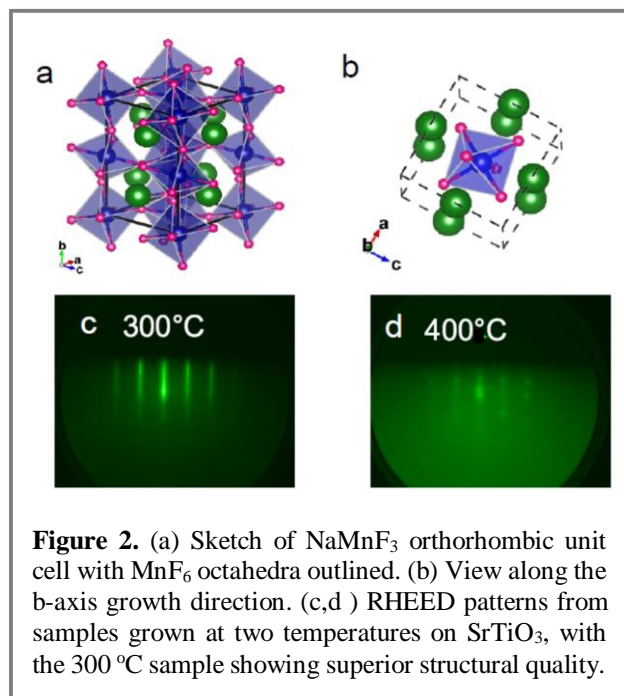 a
b
b
a
c
a
b
c
c 300°C
d 400°C
Figure 2. (a) Sketch of NaMnF₃ orthorhombic unit
cell with MnF₆ octahedra outlined. (b) View along the
b-axis growth direction. (c,d ) RHEED patterns from
samples grown at two temperatures on SrTiO₃, with
the 300 °C sample showing superior structural quality.